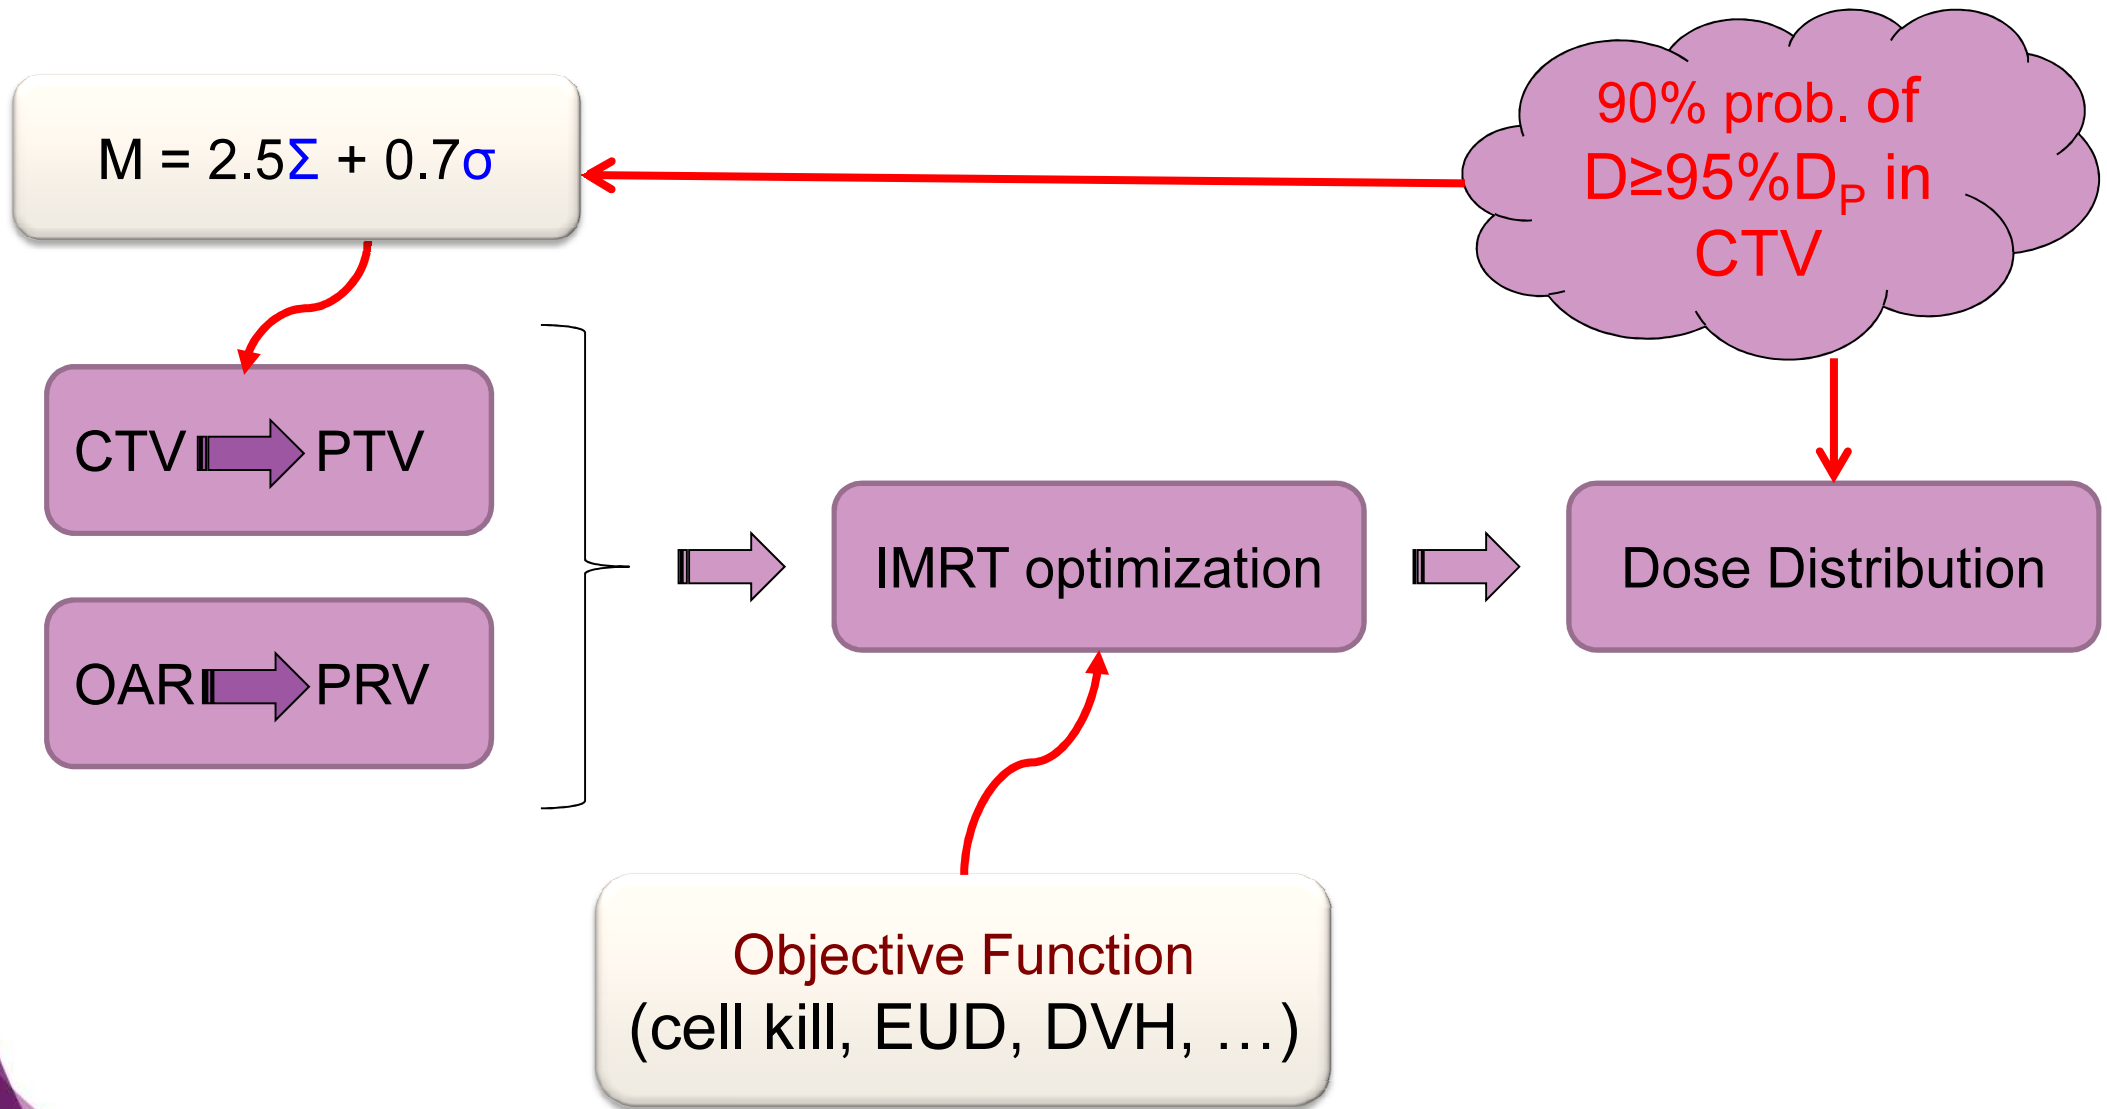 M = 2.5Σ + 0.7σ
90% prob. of
D≥95%Dₚ in
CTV
CTV PTV
OAR PRV
IMRT optimization
Dose Distribution
Objective Function
(cell kill, EUD, DVH, …)